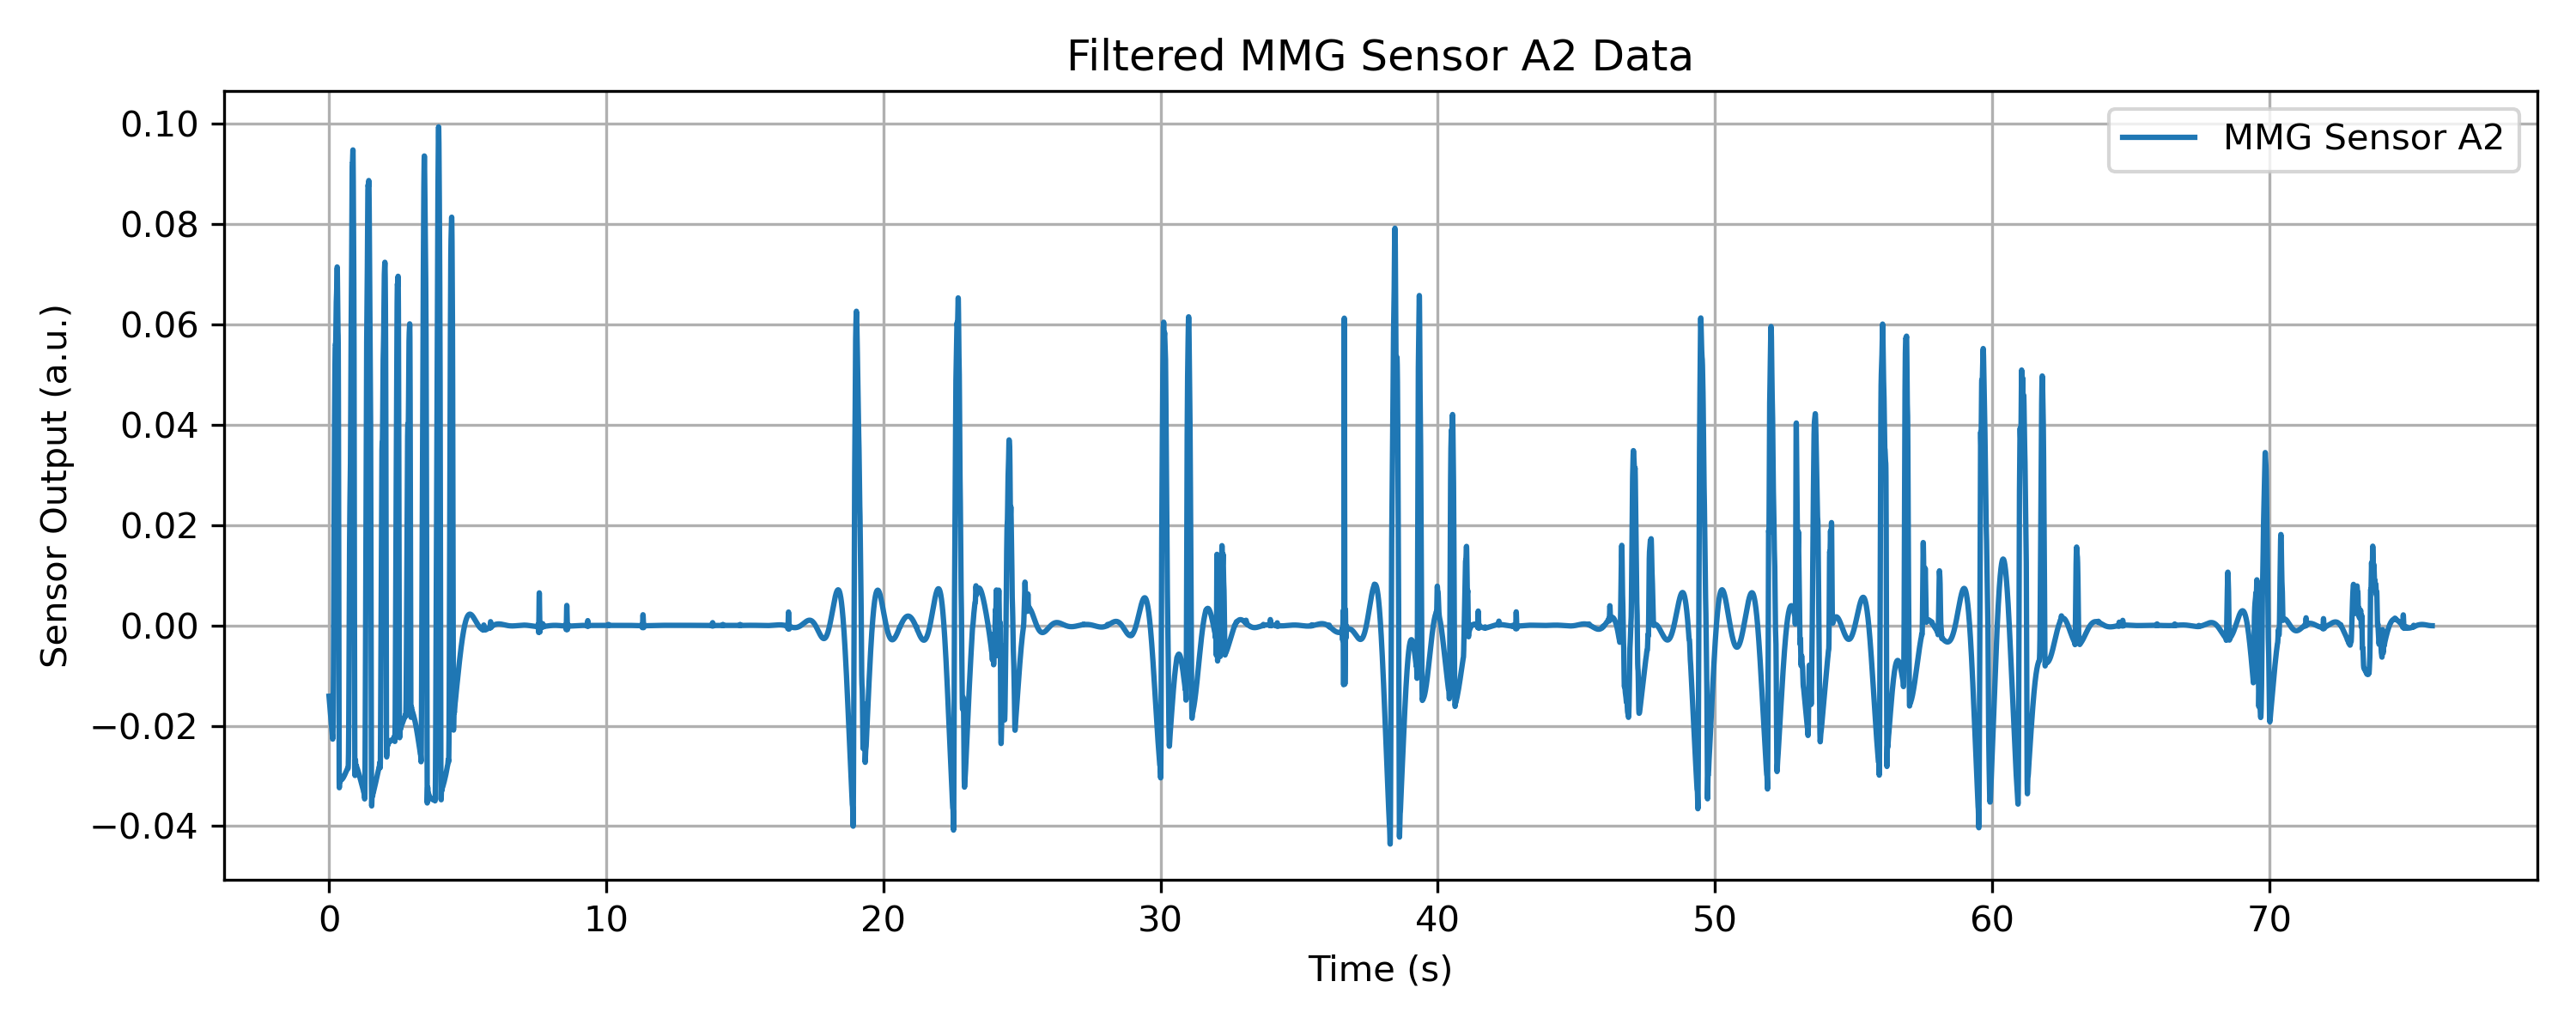 Filtered MMG Sensor A2 Data
MMG Sensor A2
Sensor Output (a.u.)
0.10
0.08
0.06
0.04
0.02
0.00
−0.02
−0.04
0 10 20 30 40 50 60 70
Time (s)